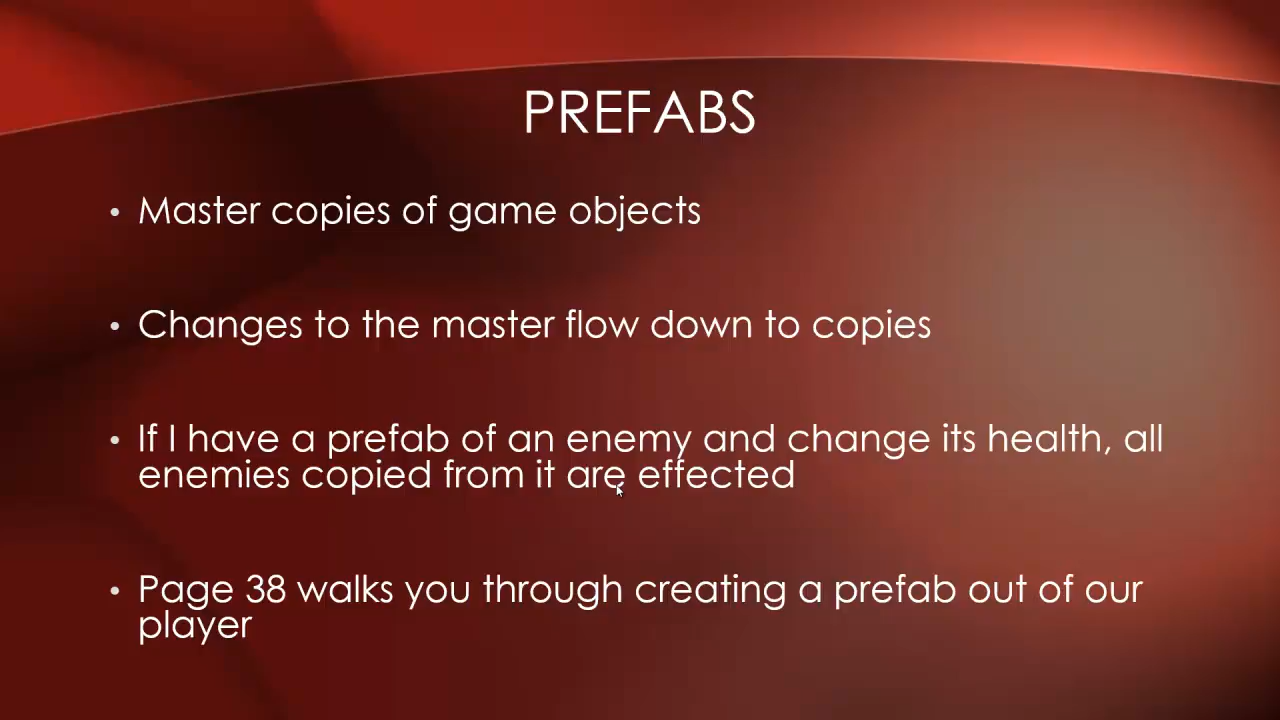 PREFABS
• Master copies of game objects
• Changes to the master flow down to copies
• If I have a prefab of an enemy and change its health, all
enemies copied from it are effected
• Page 38 walks you through creating a prefab out of our
player